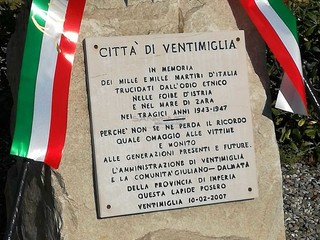 CITTÀ DI VENTIMIGLIA
IN MEMORIA
DEI MILLE E MILLE MARTIRI D'ITALIA
TRUCIDATI DALL'ODIO ETNICO
NELLE FOIBE D'ISTRIA
E NEL MARE DI ZARA
NEI TRAGICI ANNI 1943-1947
PERCHE' NON SE NE PERDA IL RICORDO
QUALE OMAGGIO ALLE VITTIME
E MONITO
ALLE GENERAZIONI PRESENTI E FUTURE.
L'AMMINISTRAZIONE DI VENTIMIGLIA
E LA COMUNITA' GIULIANO-DALMATA
DELLA PROVINCIA DI IMPERIA
QUESTA LAPIDE POSERO
VENTIMIGLIA 10-02-2007